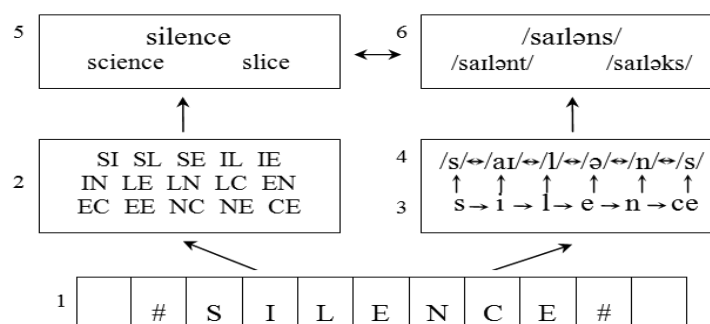 5 silence 6 /saɪləns/
science slice /saɪlənt/ /saɪləks/
SI SL SE IL IE
2 IN LE LN LC EN
EC EE NC NE CE
4 /s/↔/aɪ/↔/l/↔/ə/↔/n/↔/s/
3 s→i→l→e→n→ce
1 # S I L E N C E #